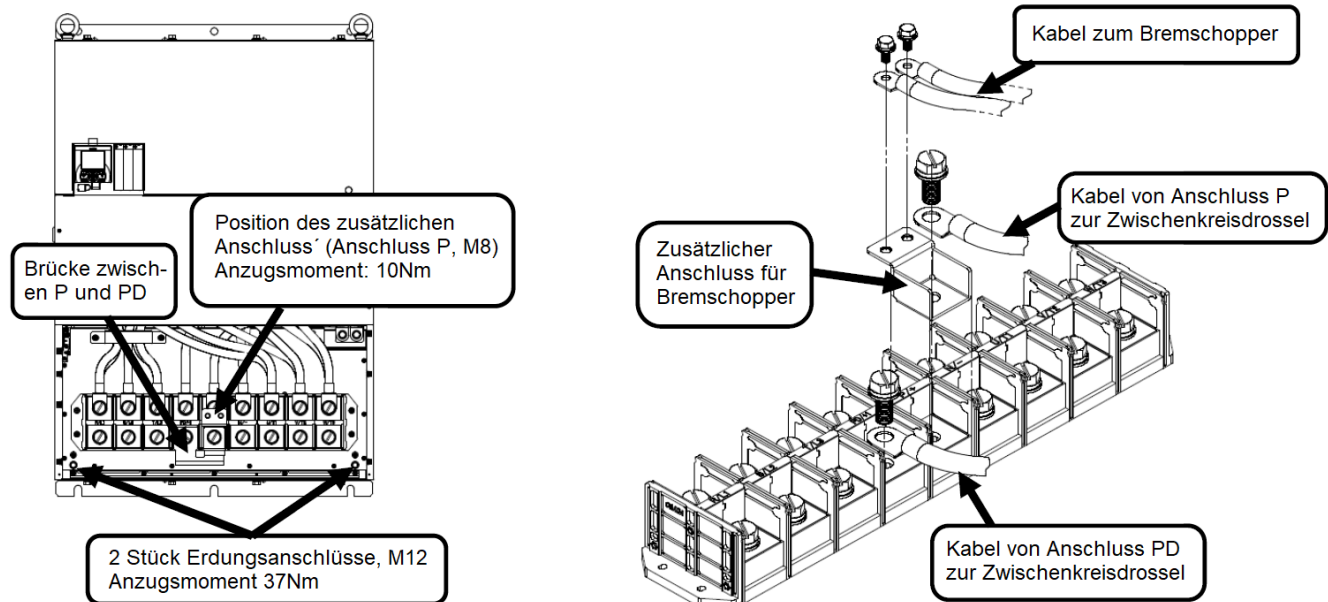 Position des zusätzlichen
Anschluss´ (Anschluss P, M8)
Anzugsmoment: 10Nm
Brücke zwisch-
en P und PD
2 Stück Erdungsanschlüsse, M12
Anzugsmoment 37Nm
Kabel zum Bremschopper
Kabel von Anschluss P
zur Zwischenkreisdrossel
Zusätzlicher
Anschluss für
Bremschopper
Kabel von Anschluss PD
zur Zwischenkreisdrossel